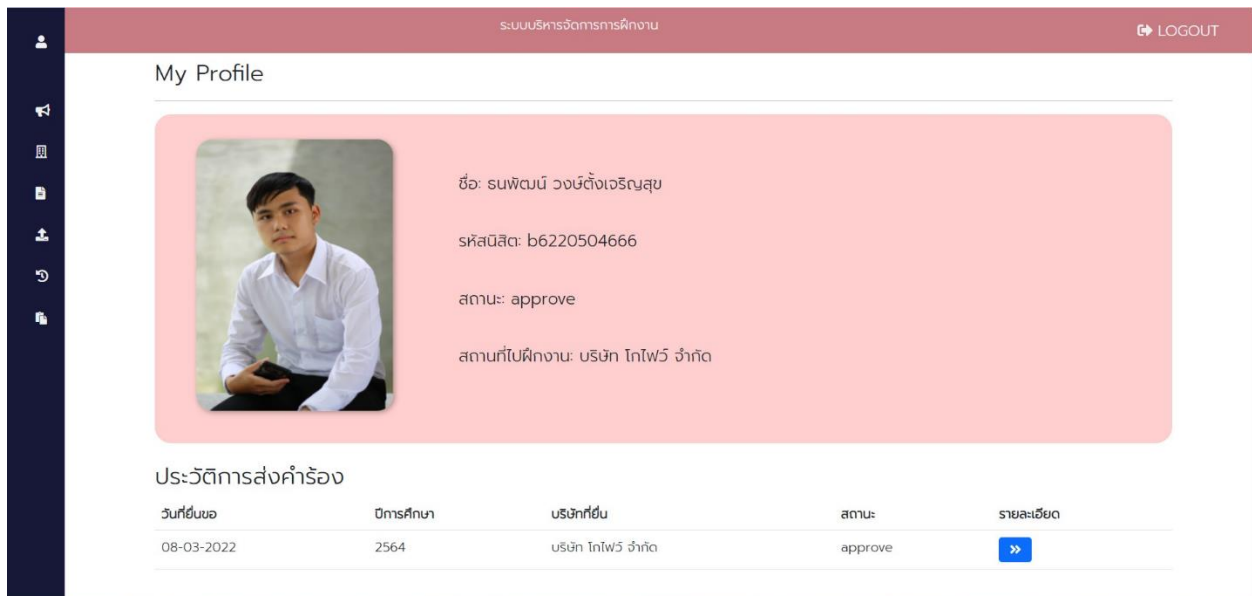 ระบบบริหารจัดการการฝึกงาน
LOGOUT
My Profile
ชื่อ: ธนพัฒน์ วงษ์ตั้งเจริญสุข
รหัสนิสิต: b6220504666
สถานะ: approve
สถานที่ไปฝึกงาน: บริษัท โกไฟว์ จำกัด
ประวัติการส่งคำร้อง
วันที่ยื่นขอ ปีการศึกษา บริษัทที่ยื่น สถานะ รายละเอียด
08-03-2022 2564 บริษัท โกไฟว์ จำกัด approve